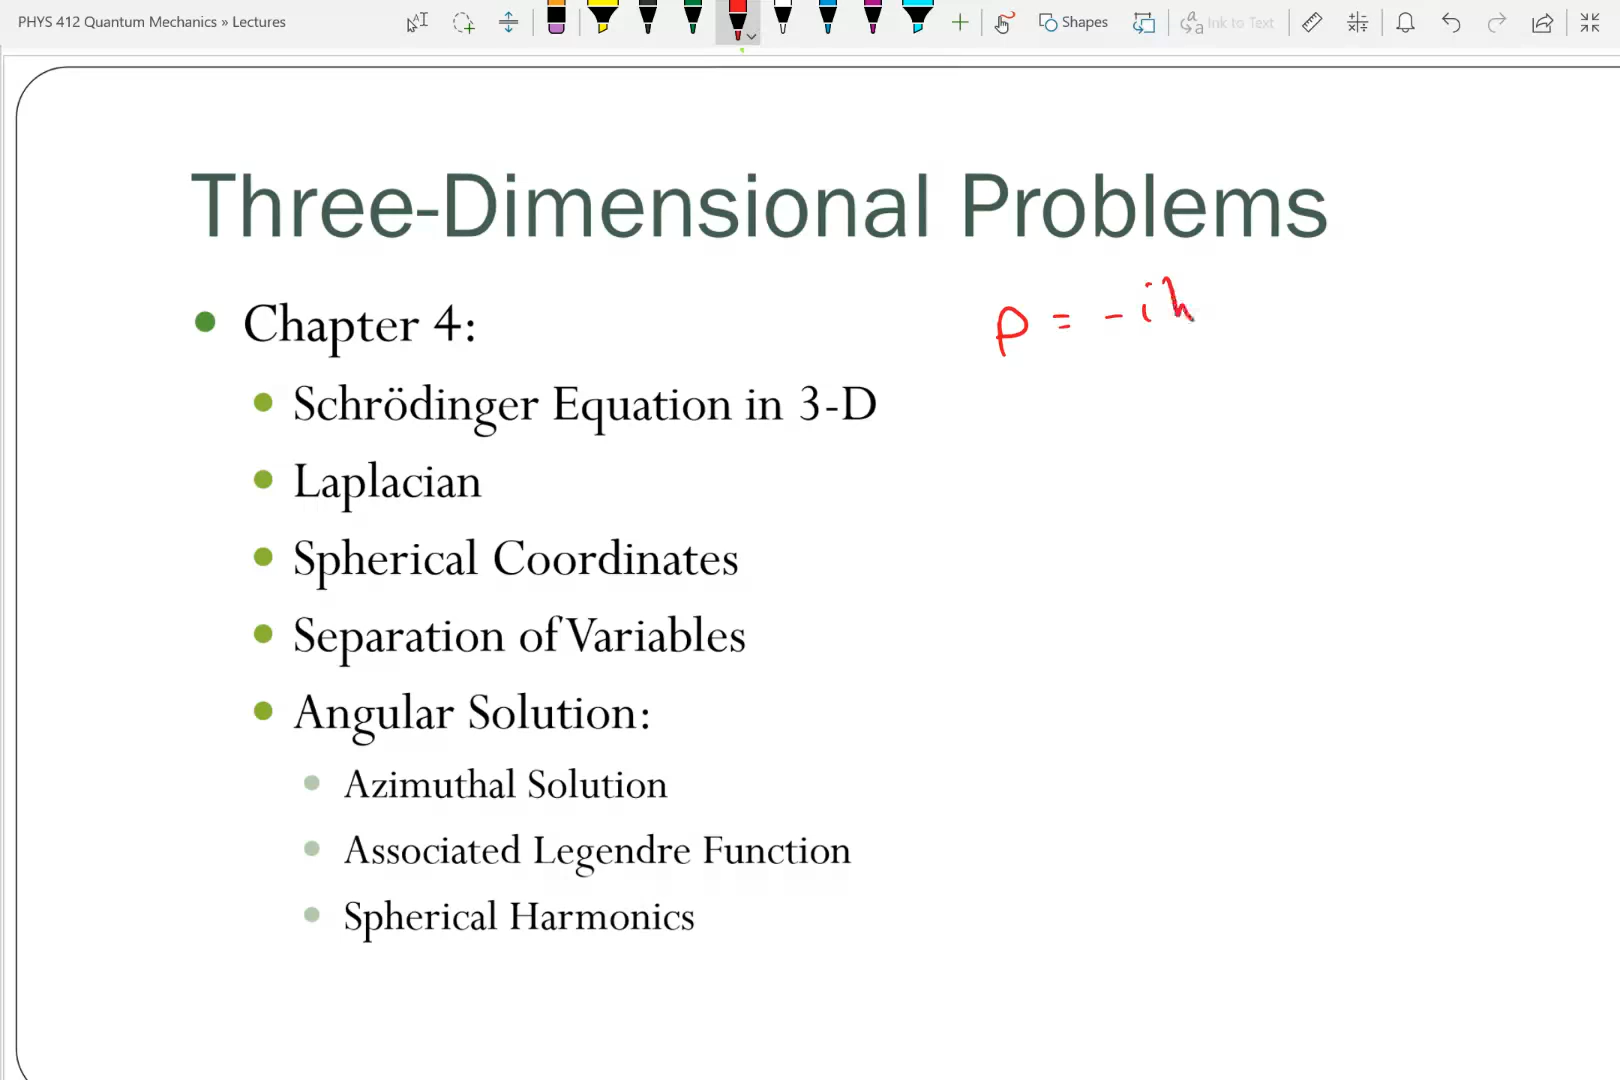 PHYS 412 Quantum Mechanics » Lectures
Shapes
Ink to Text
Three-Dimensional Problems
Chapter 4:
p = -iħ
Schrödinger Equation in 3-D
Laplacian
Spherical Coordinates
Separation of Variables
Angular Solution:
Azimuthal Solution
Associated Legendre Function
Spherical Harmonics